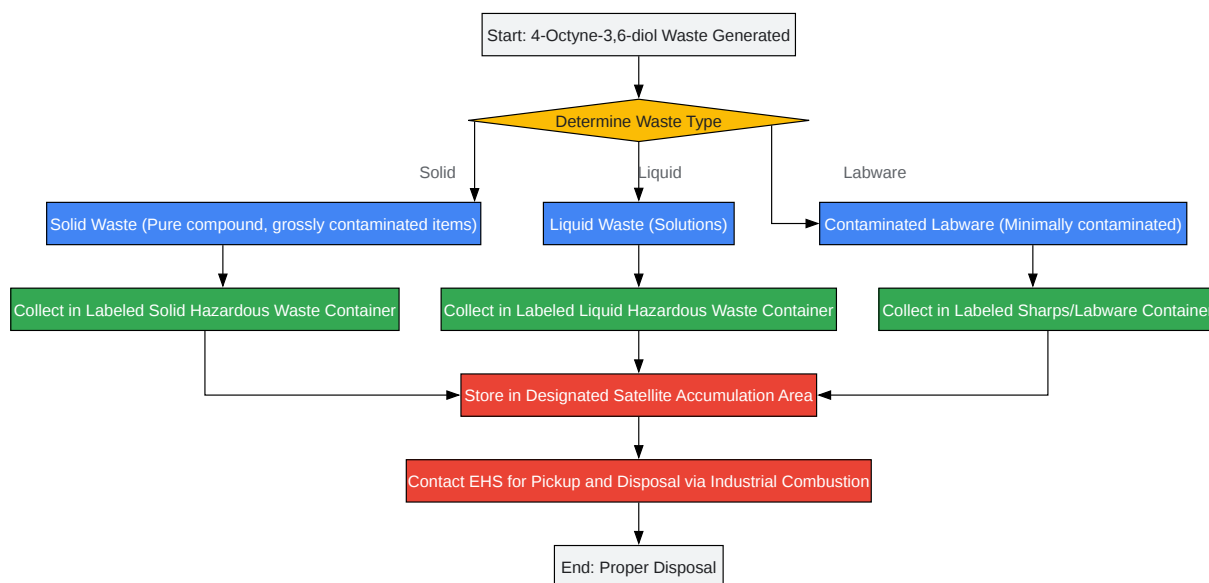 Start: 4-Octyne-3,6-diol Waste Generated
Determine Waste Type
Solid
Liquid
Labware
Solid Waste (Pure compound, grossly contaminated items)
Liquid Waste (Solutions)
Contaminated Labware (Minimally contaminated)
Collect in Labeled Solid Hazardous Waste Container
Collect in Labeled Liquid Hazardous Waste Container
Collect in Labeled Sharps/Labware Container
Store in Designated Satellite Accumulation Area
Contact EHS for Pickup and Disposal via Industrial Combustion
End: Proper Disposal